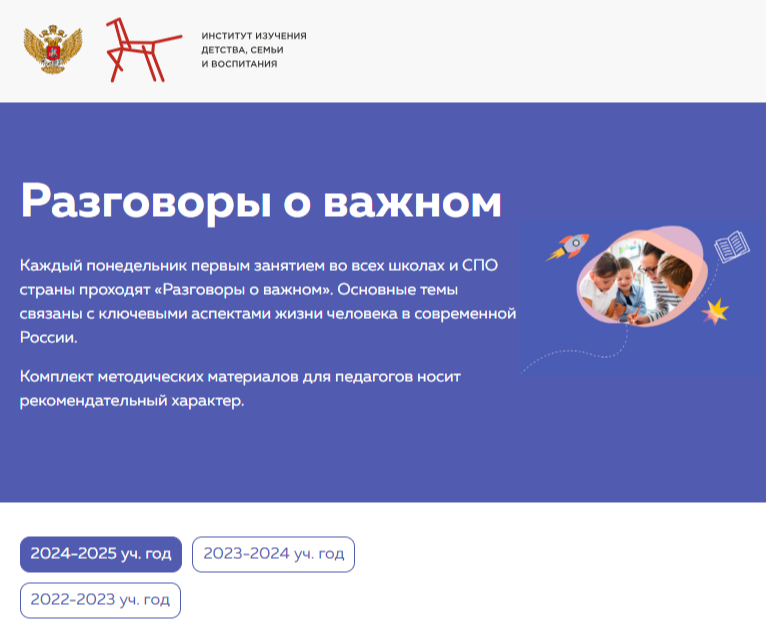 ИНСТИТУТ ИЗУЧЕНИЯ
ДЕТСТВА, СЕМЬИ
И ВОСПИТАНИЯ
Разговоры о важном
Каждый понедельник первым занятием во всех школах и СПО
страны проходят «Разговоры о важном». Основные темы
связаны с ключевыми аспектами жизни человека в современной
России.
Комплект методических материалов для педагогов носит
рекомендательный характер.
2024-2025 уч. год
2023-2024 уч. год
2022-2023 уч. год